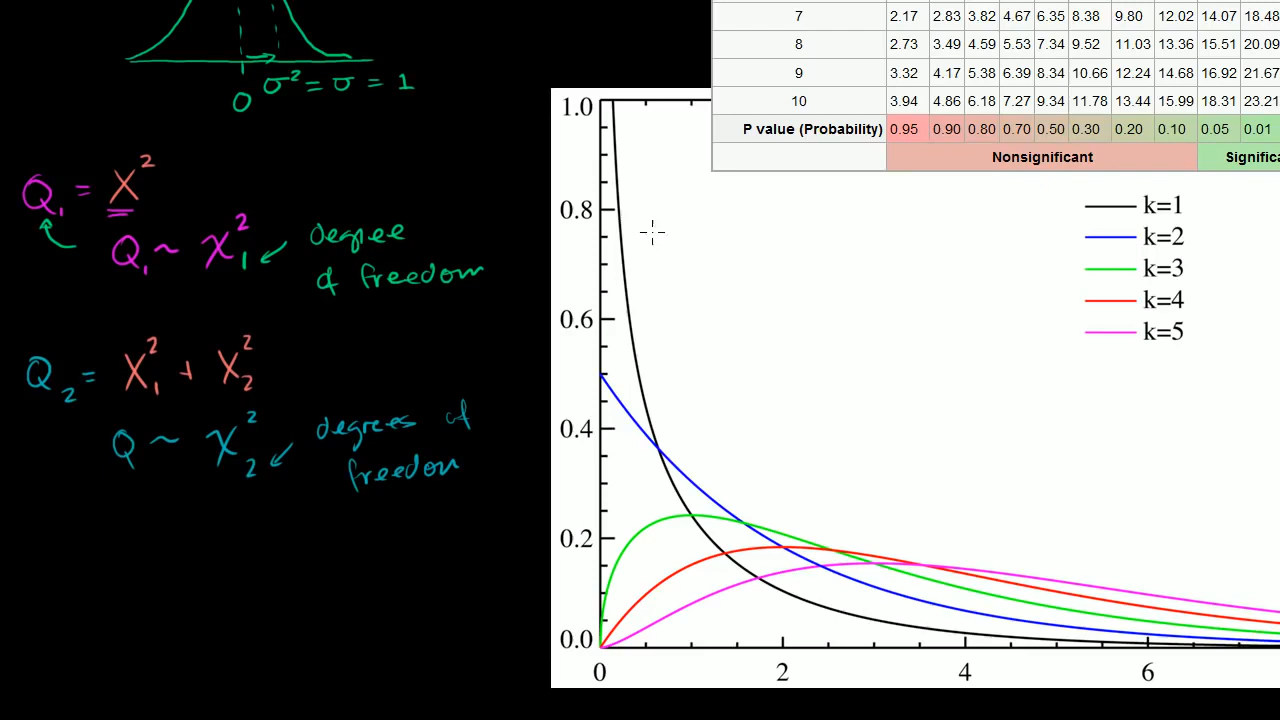 0
σ² = σ = 1
Q₁ = X²
Q₁ ~ χ₁² ↙ degree
of freedom
Q₂ = X₁² + X₂²
Q ~ χ₂² ↙ degrees of
freedom
7 2.17 2.83 3.82 4.67 6.35 8.38 9.80 12.02 14.07 18.48
8 2.73 3.49 4.59 5.53 7.34 9.52 11.03 13.36 15.51 20.09
9 3.32 4.17 5.38 6.39 8.34 10.66 12.24 14.68 16.92 21.67
10 3.94 4.86 6.18 7.27 9.34 11.78 13.44 15.99 18.31 23.21
P value (Probability) 0.95 0.90 0.80 0.70 0.50 0.30 0.20 0.10 0.05 0.01
Nonsignificant Significa
1.0
0.8
0.6
0.4
0.2
0.0
0 2 4 6
k=1
k=2
k=3
k=4
k=5